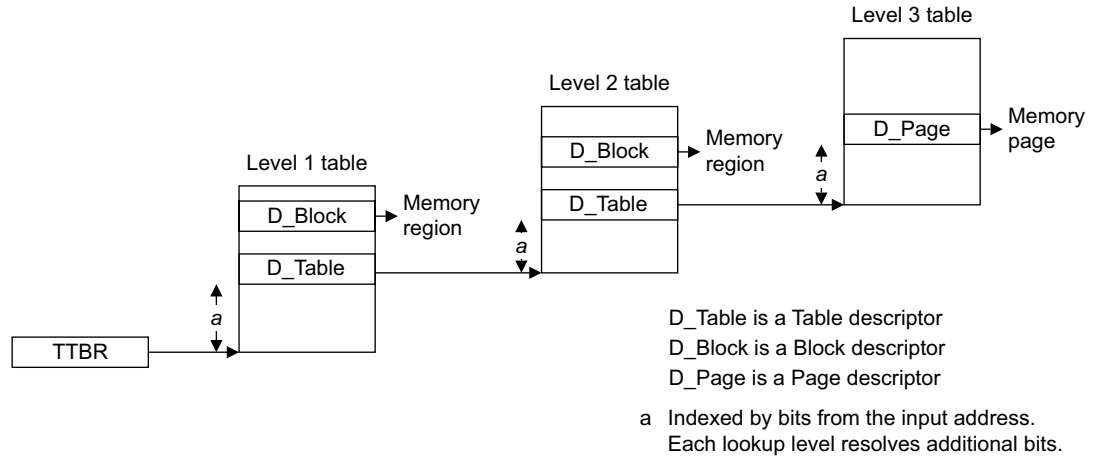 Level 3 table
Level 2 table
D_Page
Memory
page
D_Block
Memory
region
a
Level 1 table
D_Table
D_Block
Memory
region
a
D_Table
a
TTBR
D_Table is a Table descriptor
D_Block is a Block descriptor
D_Page is a Page descriptor
a Indexed by bits from the input address.
Each lookup level resolves additional bits.